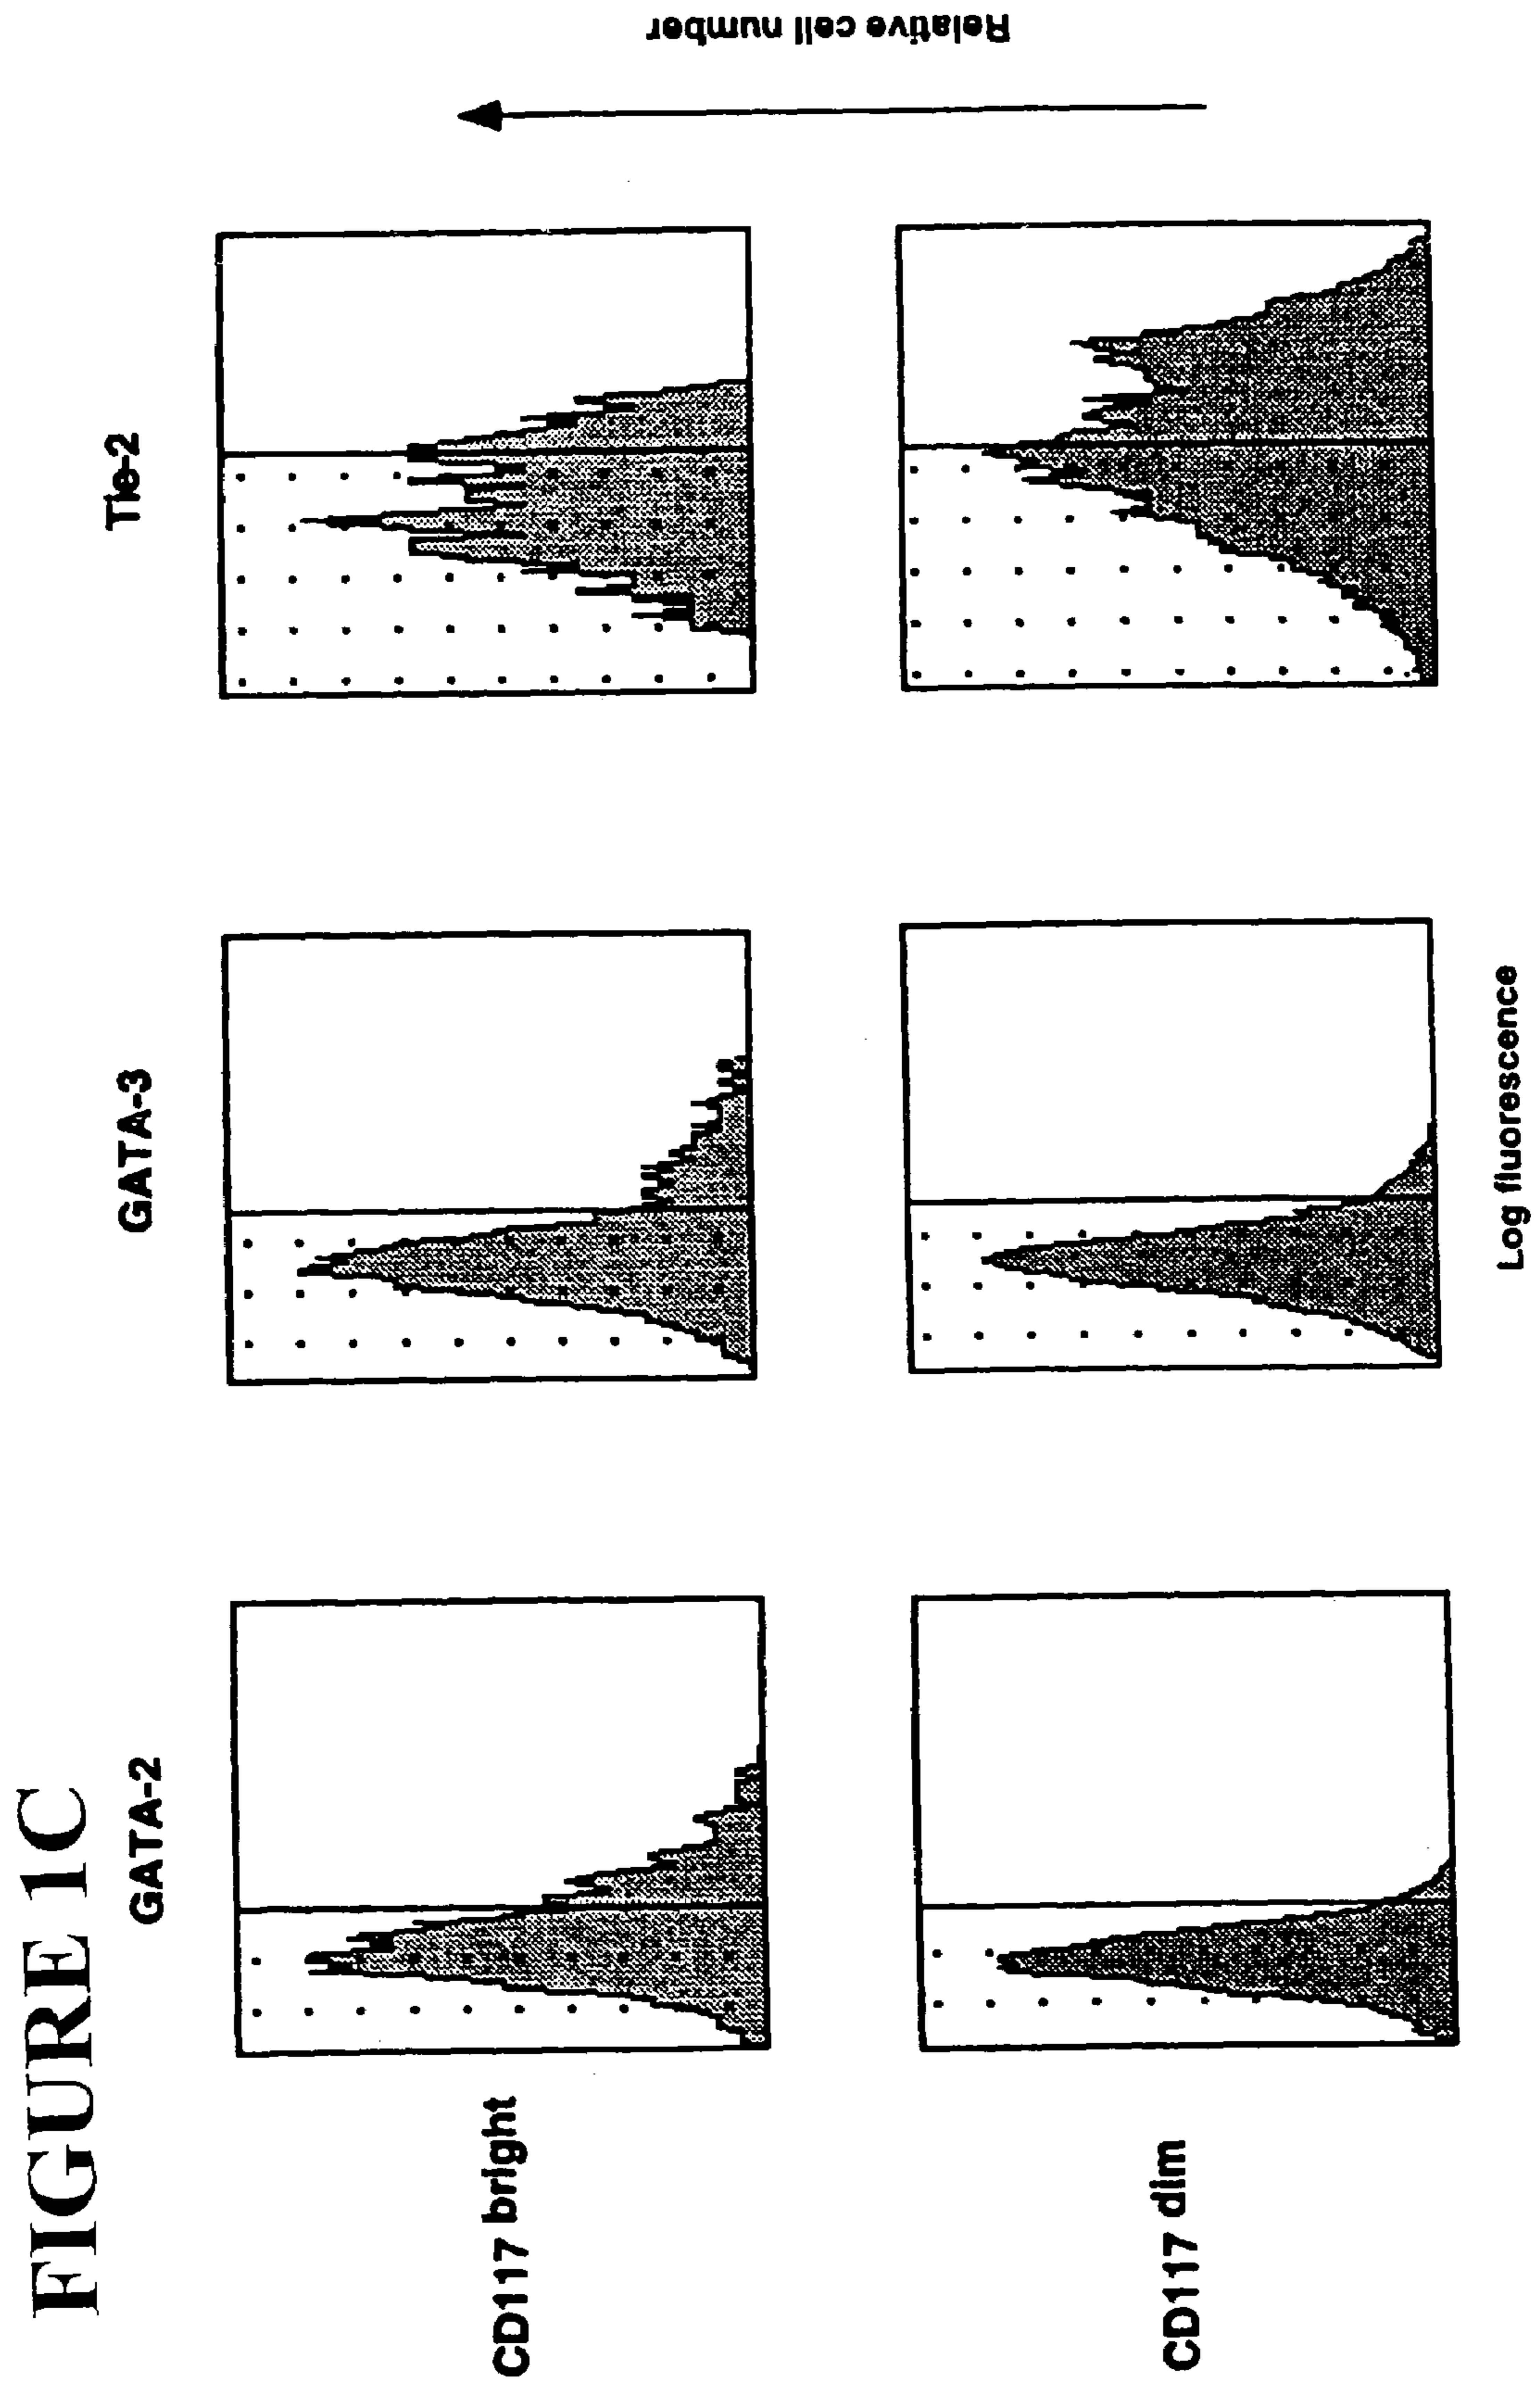 FIGURE 1C
GATA-2
GATA-3
Tie-2
CD117 bright
CD117 dim
Log fluorescence
Relative cell number